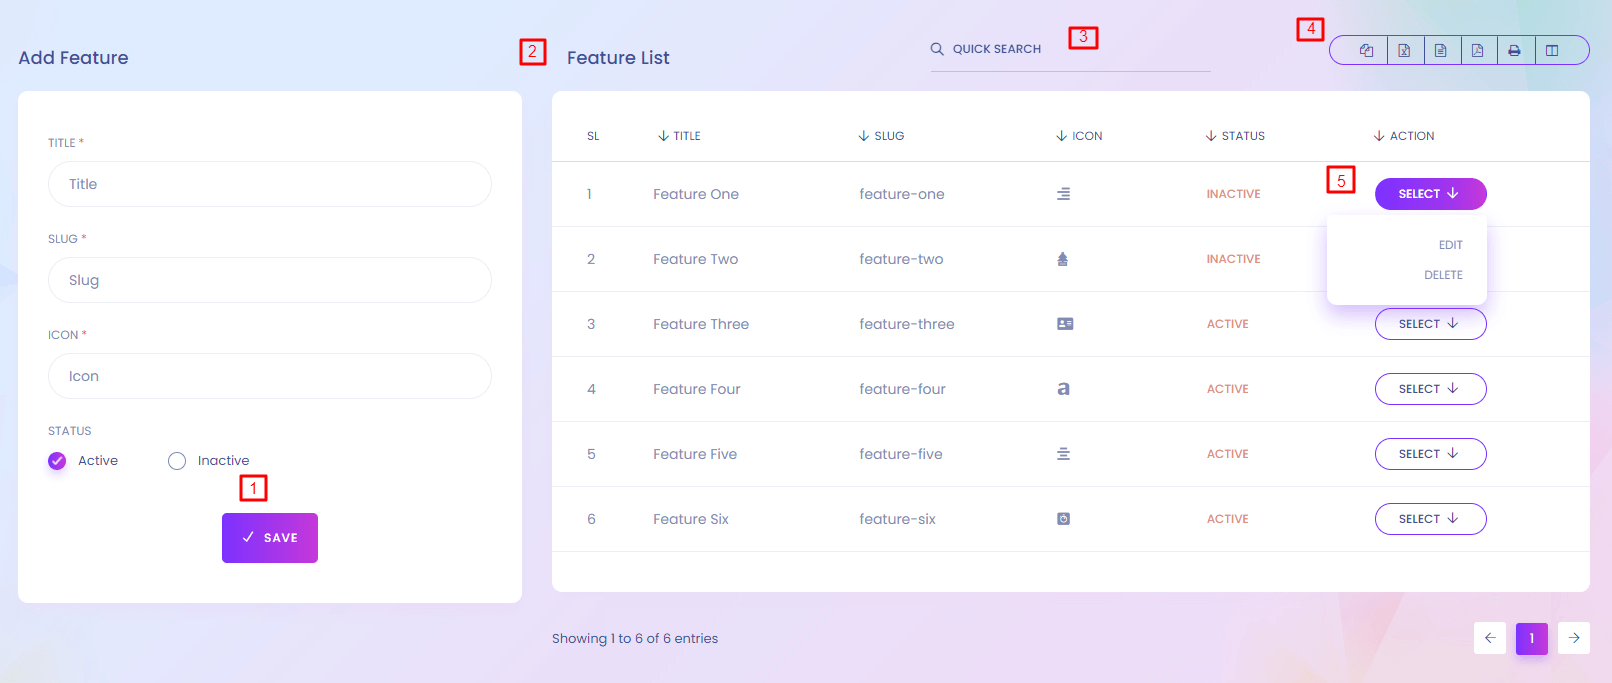 Add Feature
TITLE *
Title
SLUG *
Slug
ICON *
Icon
STATUS
Active Inactive
1
SAVE
2
Feature List
QUICK SEARCH
3
4
SL TITLE SLUG ICON STATUS ACTION
1 Feature One feature-one INACTIVE 5 SELECT
EDIT
2 Feature Two feature-two INACTIVE
DELETE
3 Feature Three feature-three ACTIVE SELECT
4 Feature Four feature-four a ACTIVE SELECT
5 Feature Five feature-five ACTIVE SELECT
6 Feature Six feature-six ACTIVE SELECT
Showing 1 to 6 of 6 entries
1